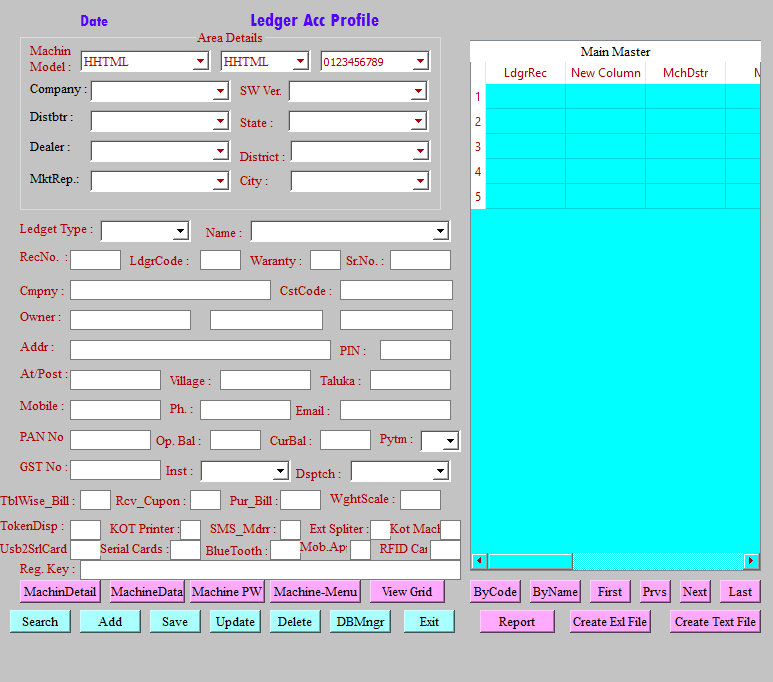 Date
Ledger Acc Profile
Area Details
Main Master
Machin
Model :
HHTML
HHTML
0123456789
LdgrRec
New Column
MchDstr
M
Company :
SW Ver.
1
Distbtr :
State :
2
Dealer :
District :
3
MktRep.:
City :
4
5
Ledget Type :
Name :
RecNo. :
LdgrCode :
Waranty :
Sr.No. :
Cmpny :
CstCode :
Owner :
Addr :
PIN :
At/Post :
Village :
Taluka :
Mobile :
Ph. :
Email :
PAN No
Op. Bal :
CurBal :
Pytm :
GST No :
Inst :
Dsptch :
TblWise_Bill :
Rcv_Cupon :
Pur_Bill :
WghtScale :
TokenDisp :
KOT Printer :
SMS_Mdrr :
Ext Spliter :
Kot Mach
Usb2SrlCard
Serial Cards :
BlueTooth :
Mob.Ap
RFID Car
Reg. Key :
MachinDetail
MachineData
Machine PW
Machine-Menu
View Grid
ByCode
ByName
First
Prvs
Next
Last
Search
Add
Save
Update
Delete
DBMngr
Exit
Report
Create Exl File
Create Text File